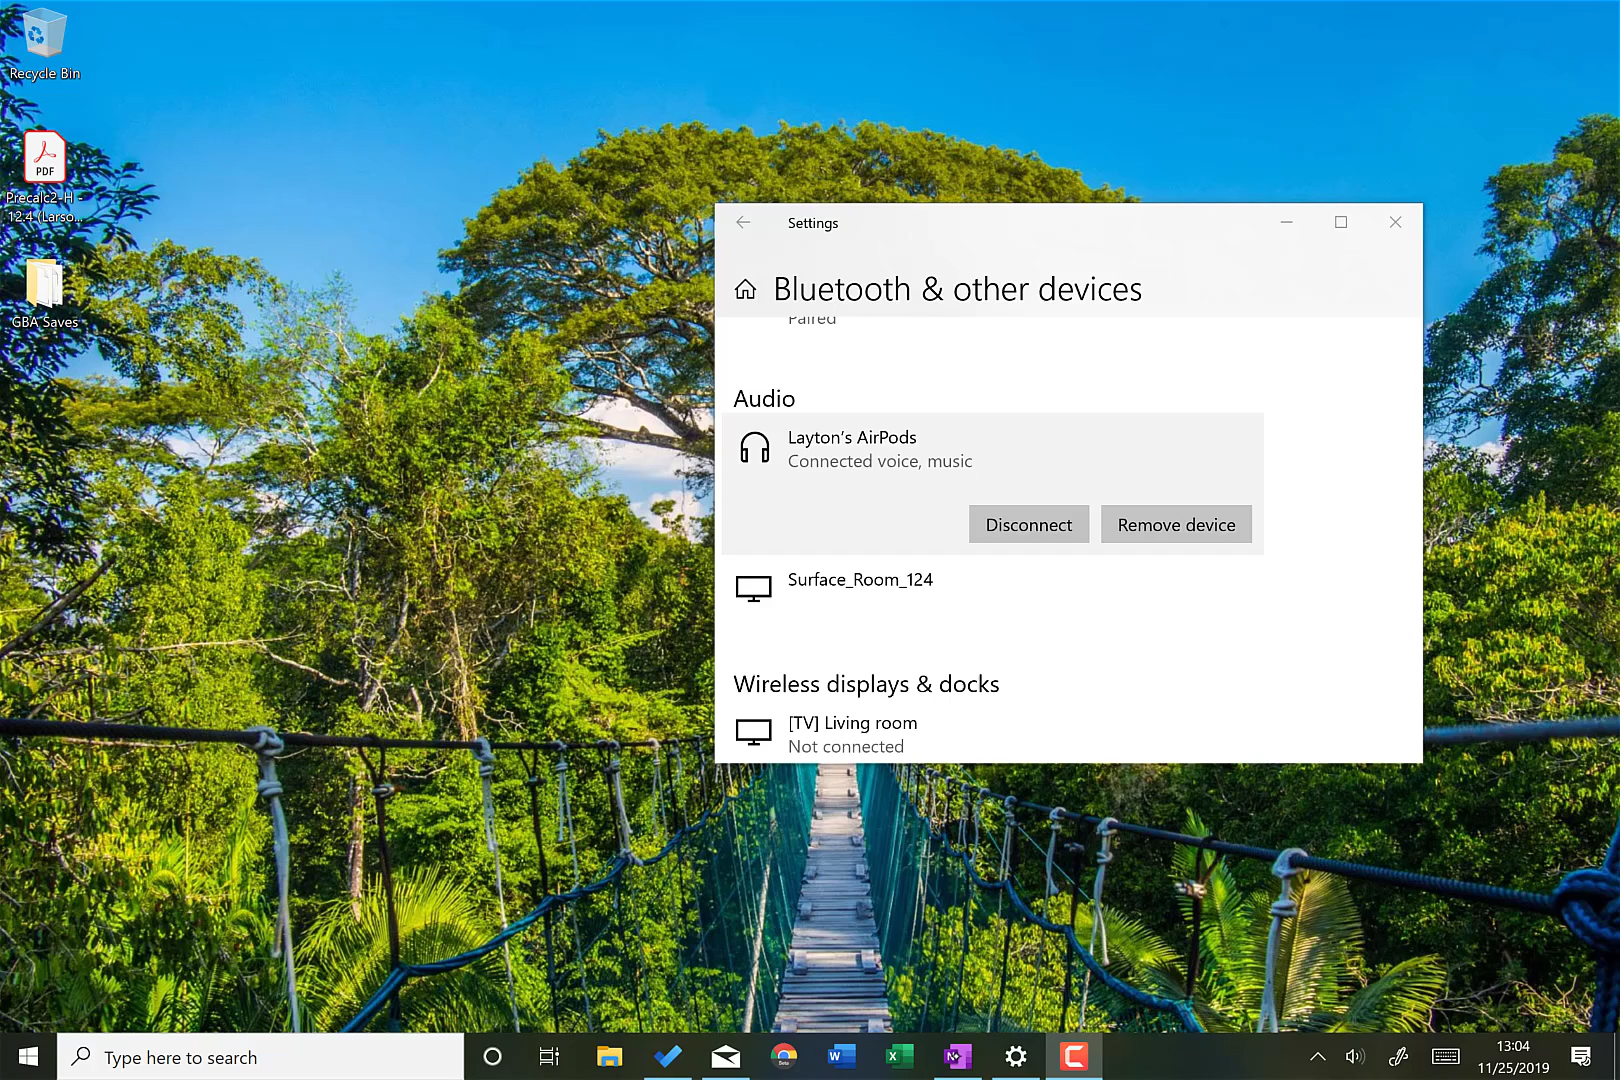 Recycle Bin
PDF
Precalc2-H -
12.4 (Larso...
GBA Saves
Settings
Bluetooth & other devices
Paired
Audio
Layton's AirPods
Connected voice, music
Disconnect
Remove device
Surface_Room_124
Wireless displays & docks
[TV] Living room
Not connected
Type here to search
Beta
W
X
N
C
13:04
11/25/2019